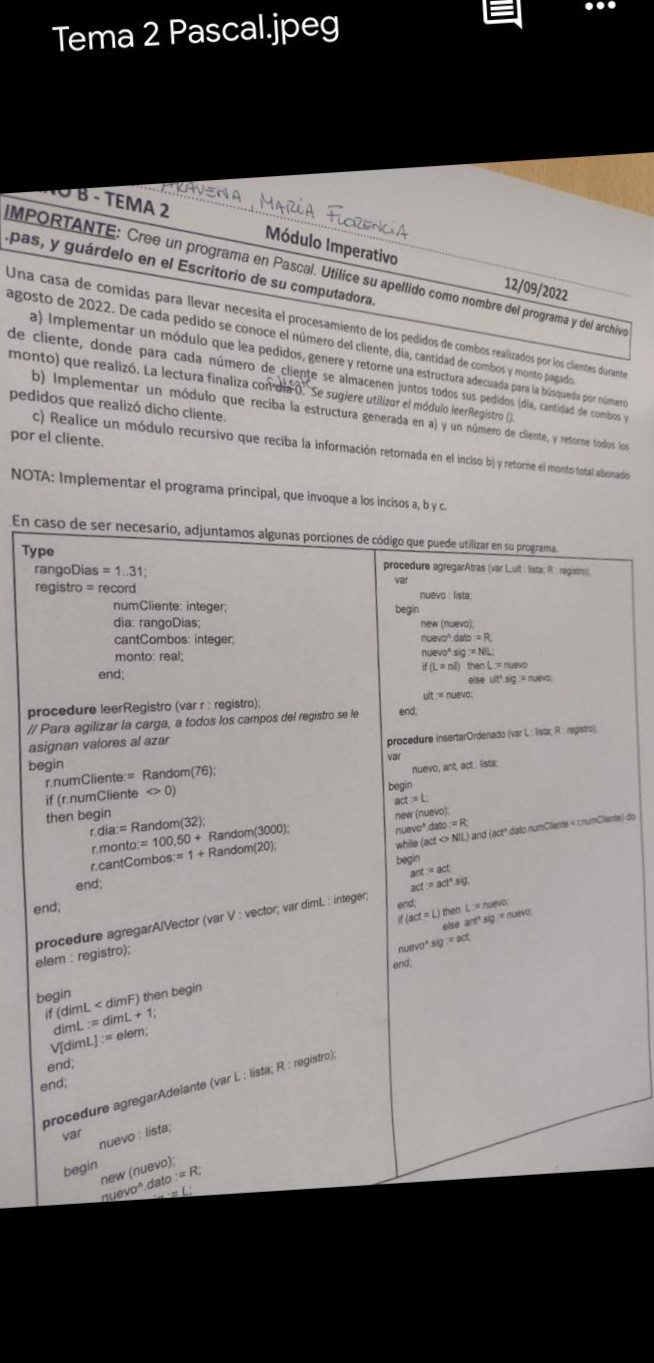 Tema 2 Pascal.jpeg
B - TEMA 2
ARAVENA, MARÍA FLORENCIA
Módulo Imperativo
12/09/2022
IMPORTANTE: Cree un programa en Pascal. Utilice su apellido como nombre del programa y del archivo
.pas, y guárdelo en el Escritorio de su computadora.
Una casa de comidas para llevar necesita el procesamiento de los pedidos de combos realizados por los clientes durante
agosto de 2022. De cada pedido se conoce el número del cliente, día, cantidad de combos y monto pagado.
a) Implementar un módulo que lea pedidos, genere y retorne una estructura adecuada para la búsqueda por número
de cliente, donde para cada número de cliente se almacenen juntos todos sus pedidos (día, cantidad de combos y
monto) que realizó. La lectura finaliza con día 0. Se sugiere utilizar el módulo leerRegistro ().
b) Implementar un módulo que reciba la estructura generada en a) y un número de cliente, y retorne todos los
pedidos que realizó dicho cliente.
c) Realice un módulo recursivo que reciba la información retornada en el inciso b) y retorne el monto total abonado
por el cliente.
NOTA: Implementar el programa principal, que invoque a los incisos a, b y c.
En caso de ser necesario, adjuntamos algunas porciones de código que puede utilizar en su programa.
Type
rangoDias = 1..31;
registro = record
numCliente: integer;
dia: rangoDias;
cantCombos: integer;
monto: real;
end;
procedure leerRegistro (var r : registro);
// Para agilizar la carga, a todos los campos del registro se le
asignan valores al azar
begin
r.numCliente:= Random(76);
if (r.numCliente <> 0)
then begin
r.dia:= Random(32);
r.monto:= 100,50 + Random(3000);
r.cantCombos:= 1 + Random(20);
end;
end;
procedure agregarAlVector (var V : vector; var dimL : integer;
elem : registro);
begin
if (dimL < dimF) then begin
dimL := dimL + 1;
V[dimL] := elem;
end;
end;
procedure agregarAdelante (var L : lista; R : registro);
var
nuevo : lista;
begin
new (nuevo);
nuevo^.dato := R;
:= L;
procedure agregarAtras (var L,ult : lista; R : registro);
var
nuevo : lista;
begin
new (nuevo);
nuevo^.dato := R;
nuevo^.sig := NIL;
if (L = nil) then L := nuevo
else ult^.sig := nuevo;
ult := nuevo;
end;
procedure insertarOrdenado (var L : lista; R : registro);
var
nuevo, ant, act : lista;
begin
act := L;
new (nuevo);
nuevo^.dato := R;
while (act <> NIL) and (act^.dato.numCliente < r.numCliente) do
begin
ant := act;
act := act^.sig;
end;
if (act = L) then L := nuevo;
else ant^.sig := nuevo;
nuevo^.sig := act;
end;